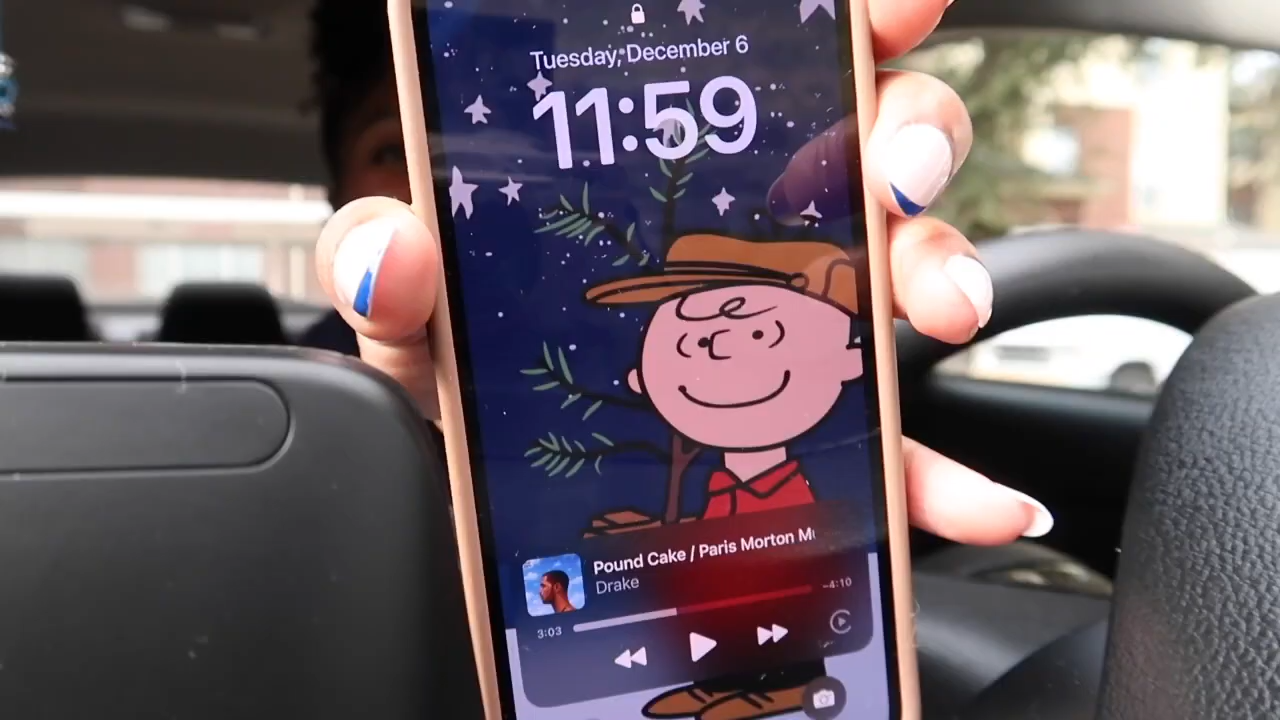 Tuesday, December 6
11:59
Pound Cake / Paris Morton M
Drake
3:03
-4:10